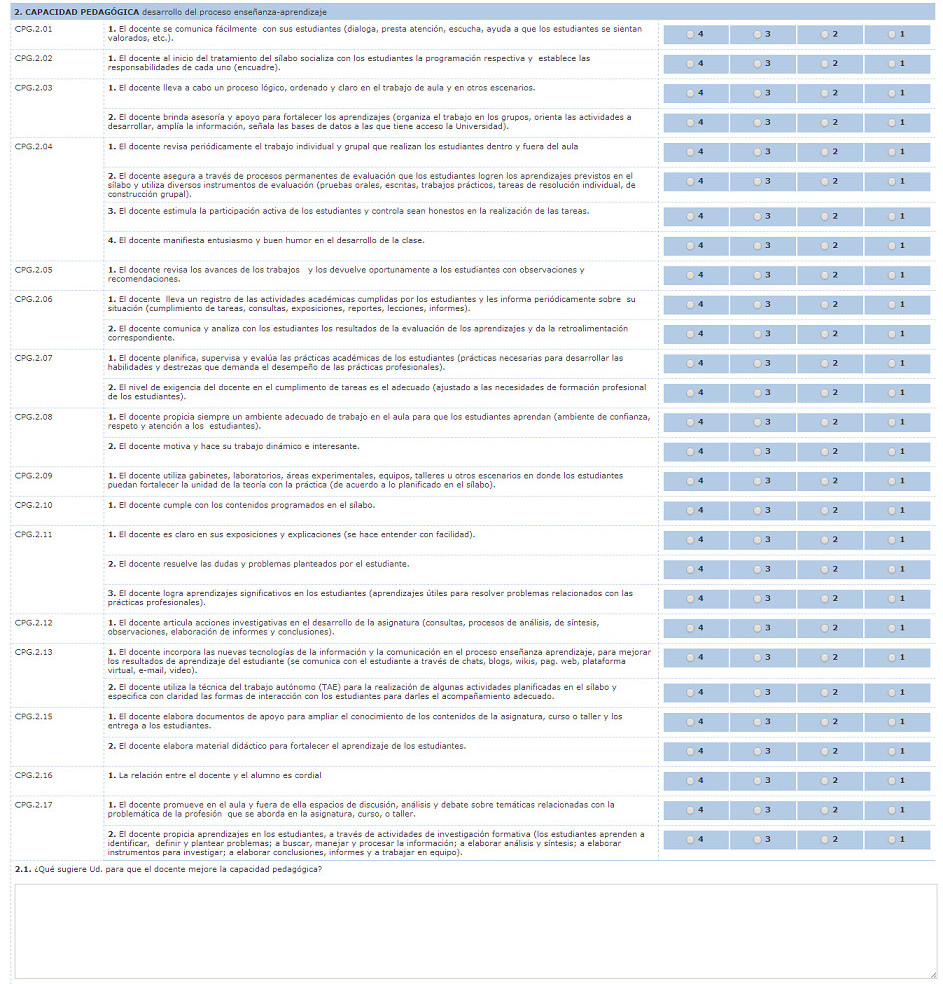 2. CAPACIDAD PEDAGÓGICA desarrollo del proceso enseñanza-aprendizaje
CPG.2.01 1. El docente se comunica fácilmente con sus estudiantes (dialoga, presta atención, escucha, ayuda a que los estudiantes se sientan 4 3 2 1
valorados, etc.).
CPG.2.02 1. El docente al inicio del tratamiento del sílabo socializa con los estudiantes la programación respectiva y establece las 4 3 2 1
responsabilidades de cada uno (encuadre).
CPG.2.03 1. El docente lleva a cabo un proceso lógico, ordenado y claro en el trabajo de aula y en otros escenarios. 4 3 2 1
2. El docente brinda asesoría y apoyo para fortalecer los aprendizajes (organiza el trabajo en los grupos, orienta las actividades a 4 3 2 1
desarrollar, amplía la información, señala las bases de datos a las que tiene acceso la Universidad).
CPG.2.04 1. El docente revisa periódicamente el trabajo individual y grupal que realizan los estudiantes dentro y fuera del aula 4 3 2 1
2. El docente asegura a través de procesos permanentes de evaluación que los estudiantes logren los aprendizajes previstos en el 4 3 2 1
sílabo y utiliza diversos instrumentos de evaluación (pruebas orales, escritas, trabajos prácticos, tareas de resolución individual, de
construcción grupal).
3. El docente estimula la participación activa de los estudiantes y controla sean honestos en la realización de las tareas. 4 3 2 1
4. El docente manifiesta entusiasmo y buen humor en el desarrollo de la clase. 4 3 2 1
CPG.2.05 1. El docente revisa los avances de los trabajos y los devuelve oportunamente a los estudiantes con observaciones y 4 3 2 1
recomendaciones.
CPG.2.06 1. El docente lleva un registro de las actividades académicas cumplidas por los estudiantes y les informa periódicamente sobre su 4 3 2 1
situación (cumplimiento de tareas, consultas, exposiciones, reportes, lecciones, informes).
2. El docente comunica y analiza con los estudiantes los resultados de la evaluación de los aprendizajes y da la retroalimentación 4 3 2 1
correspondiente.
CPG.2.07 1. El docente planifica, supervisa y evalúa las prácticas académicas de los estudiantes (prácticas necesarias para desarrollar las 4 3 2 1
habilidades y destrezas que demanda el desempeño de las prácticas profesionales).
2. El nivel de exigencia del docente en el cumplimento de tareas es el adecuado (ajustado a las necesidades de formación profesional 4 3 2 1
de los estudiantes).
CPG.2.08 1. El docente propicia siempre un ambiente adecuado de trabajo en el aula para que los estudiantes aprendan (ambiente de confianza, 4 3 2 1
respeto y atención a los estudiantes).
2. El docente motiva y hace su trabajo dinámico e interesante. 4 3 2 1
CPG.2.09 1. El docente utiliza gabinetes, laboratorios, áreas experimentales, equipos, talleres u otros escenarios en donde los estudiantes 4 3 2 1
puedan fortalecer la unidad de la teoría con la práctica (de acuerdo a lo planificado en el sílabo).
CPG.2.10 1. El docente cumple con los contenidos programados en el sílabo. 4 3 2 1
CPG.2.11 1. El docente es claro en sus exposiciones y explicaciones (se hace entender con facilidad). 4 3 2 1
2. El docente resuelve las dudas y problemas planteados por el estudiante. 4 3 2 1
3. El docente logra aprendizajes significativos en los estudiantes (aprendizajes útiles para resolver problemas relacionados con las 4 3 2 1
prácticas profesionales).
CPG.2.12 1. El docente articula acciones investigativas en el desarrollo de la asignatura (consultas, procesos de análisis, de síntesis, 4 3 2 1
observaciones, elaboración de informes y conclusiones).
CPG.2.13 1. El docente incorpora las nuevas tecnologías de la información y la comunicación en el proceso enseñanza aprendizaje, para mejorar 4 3 2 1
los resultados de aprendizaje del estudiante (se comunica con el estudiante a través de chats, blogs, wikis, pag. web, plataforma
virtual, e-mail, video).
2. El docente utiliza la técnica del trabajo autónomo (TAE) para la realización de algunas actividades planificadas en el sílabo y 4 3 2 1
especifica con claridad las formas de interacción con los estudiantes para darles el acompañamiento adecuado.
CPG.2.15 1. El docente elabora documentos de apoyo para ampliar el conocimiento de los contenidos de la asignatura, curso o taller y los 4 3 2 1
entrega a los estudiantes.
2. El docente elabora material didáctico para fortalecer el aprendizaje de los estudiantes. 4 3 2 1
CPG.2.16 1. La relación entre el docente y el alumno es cordial 4 3 2 1
CPG.2.17 1. El docente promueve en el aula y fuera de ella espacios de discusión, análisis y debate sobre temáticas relacionadas con la 4 3 2 1
problemática de la profesión que se aborda en la asignatura, curso, o taller.
2. El docente propicia aprendizajes en los estudiantes, a través de actividades de investigación formativa (los estudiantes aprenden a 4 3 2 1
identificar, definir y plantear problemas; a buscar, manejar y procesar la información; a elaborar análisis y síntesis; a elaborar
instrumentos para investigar; a elaborar conclusiones, informes y a trabajar en equipo).
2.1. ¿Qué sugiere Ud. para que el docente mejore la capacidad pedagógica?